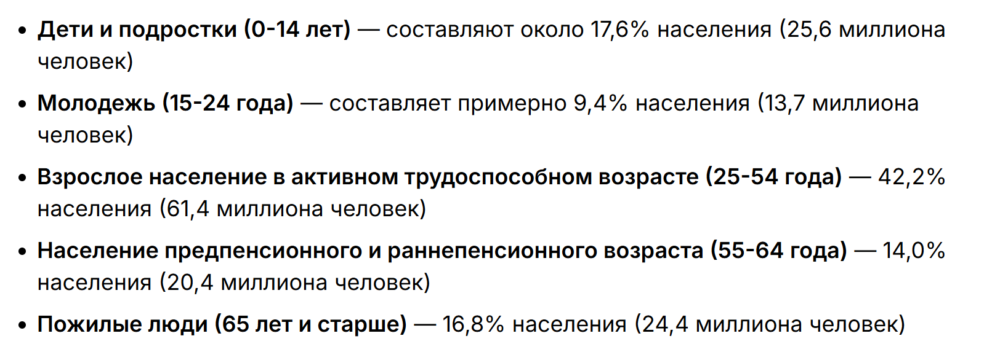 • Дети и подростки (0-14 лет) — составляют около 17,6% населения (25,6 миллиона
человек)
• Молодежь (15-24 года) — составляет примерно 9,4% населения (13,7 миллиона
человек)
• Взрослое население в активном трудоспособном возрасте (25-54 года) — 42,2%
населения (61,4 миллиона человек)
• Население предпенсионного и раннепенсионного возраста (55-64 года) — 14,0%
населения (20,4 миллиона человек)
• Пожилые люди (65 лет и старше) — 16,8% населения (24,4 миллиона человек)